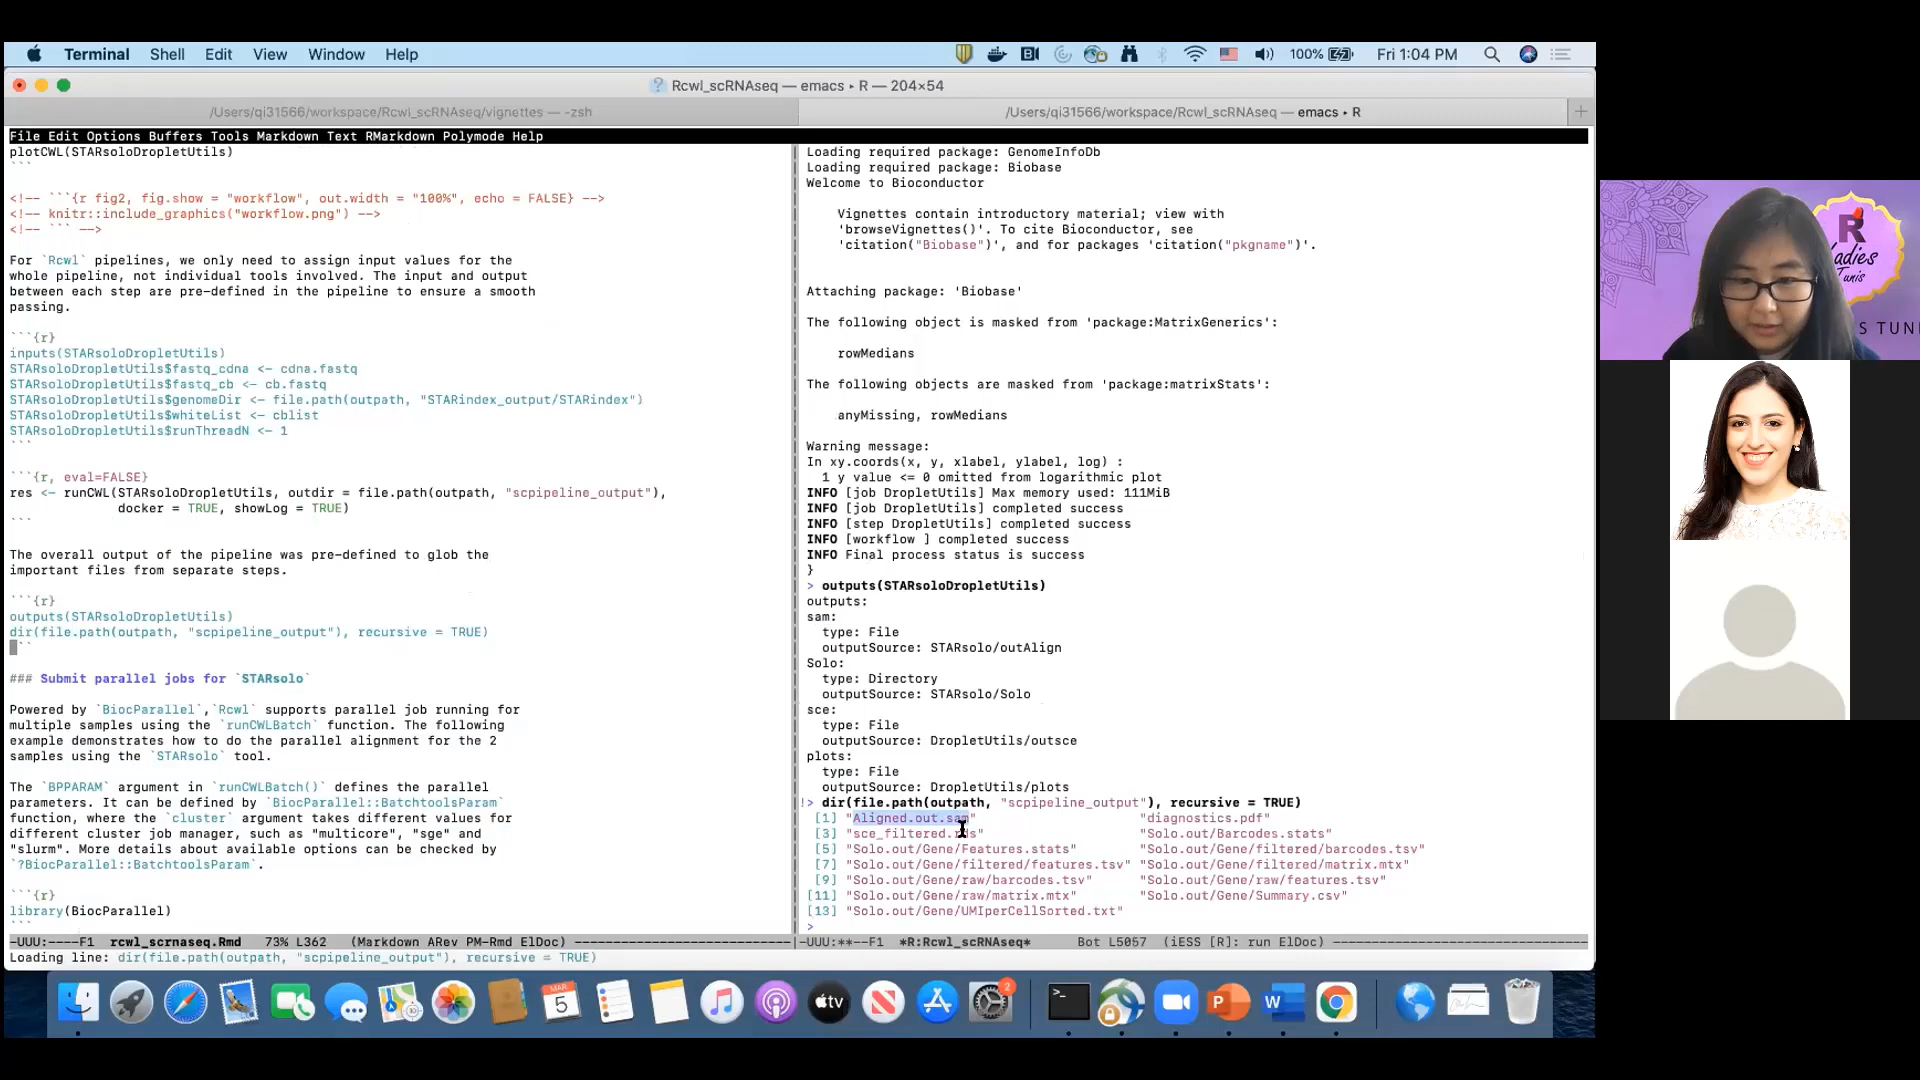 Terminal Shell Edit View Window Help
100% Fri 1:04 PM
Rcwl_scRNAseq — emacs ▸ R — 204×54
/Users/qi31566/workspace/Rcwl_scRNAseq/vignettes — -zsh
/Users/qi31566/workspace/Rcwl_scRNAseq — emacs ▸ R
File Edit Options Buffers Tools Markdown Text RMarkdown Polymode Help
plotCWL(STARsoloDropletUtils)
```
<!-- ```{r fig2, fig.show = "workflow", out.width = "100%", echo = FALSE} -->
<!-- knitr::include_graphics("workflow.png") -->
<!-- ``` -->
For `Rcwl` pipelines, we only need to assign input values for the
whole pipeline, not individual tools involved. The input and output
between each step are pre-defined in the pipeline to ensure a smooth
passing.
```{r}
inputs(STARsoloDropletUtils)
STARsoloDropletUtils$fastq_cdna <- cdna.fastq
STARsoloDropletUtils$fastq_cb <- cb.fastq
STARsoloDropletUtils$genomeDir <- file.path(outpath, "STARindex_output/STARindex")
STARsoloDropletUtils$whiteList <- cblist
STARsoloDropletUtils$runThreadN <- 1
```
```{r, eval=FALSE}
res <- runCWL(STARsoloDropletUtils, outdir = file.path(outpath, "scpipeline_output"),
docker = TRUE, showLog = TRUE)
```
The overall output of the pipeline was pre-defined to glob the
important files from separate steps.
```{r}
outputs(STARsoloDropletUtils)
dir(file.path(outpath, "scpipeline_output"), recursive = TRUE)
```
### Submit parallel jobs for `STARsolo`
Powered by `BiocParallel`,`Rcwl` supports parallel job running for
multiple samples using the `runCWLBatch` function. The following
example demonstrates how to do the parallel alignment for the 2
samples using the `STARsolo` tool.
The `BPPARAM` argument in `runCWLBatch()` defines the parallel
parameters. It can be defined by `BiocParallel::BatchtoolsParam`
function, where the `cluster` argument takes different values for
different cluster job manager, such as "multicore", "sge" and
"slurm". More details about available options can be checked by
`?BiocParallel::BatchtoolsParam`.
```{r}
library(BiocParallel)
```
-UUU:----F1 rcwl_scrnaseq.Rmd 73% L362 (Markdown ARev PM-Rmd ElDoc)
Loading line: dir(file.path(outpath, "scpipeline_output"), recursive = TRUE)
Loading required package: GenomeInfoDb
Loading required package: Biobase
Welcome to Bioconductor
Vignettes contain introductory material; view with
'browseVignettes()'. To cite Bioconductor, see
'citation("Biobase")', and for packages 'citation("pkgname")'.
Attaching package: 'Biobase'
The following object is masked from 'package:MatrixGenerics':
rowMedians
The following objects are masked from 'package:matrixStats':
anyMissing, rowMedians
Warning message:
In xy.coords(x, y, xlabel, ylabel, log) :
1 y value <= 0 omitted from logarithmic plot
INFO [job DropletUtils] Max memory used: 111MiB
INFO [job DropletUtils] completed success
INFO [step DropletUtils] completed success
INFO [workflow ] completed success
INFO Final process status is success
}
> outputs(STARsoloDropletUtils)
outputs:
sam:
type: File
outputSource: STARsolo/outAlign
Solo:
type: Directory
outputSource: STARsolo/Solo
sce:
type: File
outputSource: DropletUtils/outsce
plots:
type: File
outputSource: DropletUtils/plots
> dir(file.path(outpath, "scpipeline_output"), recursive = TRUE)
[1] "Aligned.out.sam" "diagnostics.pdf"
[3] "sce_filtered.rds" "Solo.out/Barcodes.stats"
[5] "Solo.out/Gene/Features.stats" "Solo.out/Gene/filtered/barcodes.tsv"
[7] "Solo.out/Gene/filtered/features.tsv" "Solo.out/Gene/filtered/matrix.mtx"
[9] "Solo.out/Gene/raw/barcodes.tsv" "Solo.out/Gene/raw/features.tsv"
[11] "Solo.out/Gene/raw/matrix.mtx" "Solo.out/Gene/Summary.csv"
[13] "Solo.out/Gene/UMIperCellSorted.txt"
>
-UUU:**--F1 *R:Rcwl_scRNAseq* Bot L5057 (iESS [R]: run ElDoc)
R
adies
Tunis
S TUN
MAR
5
tv
2